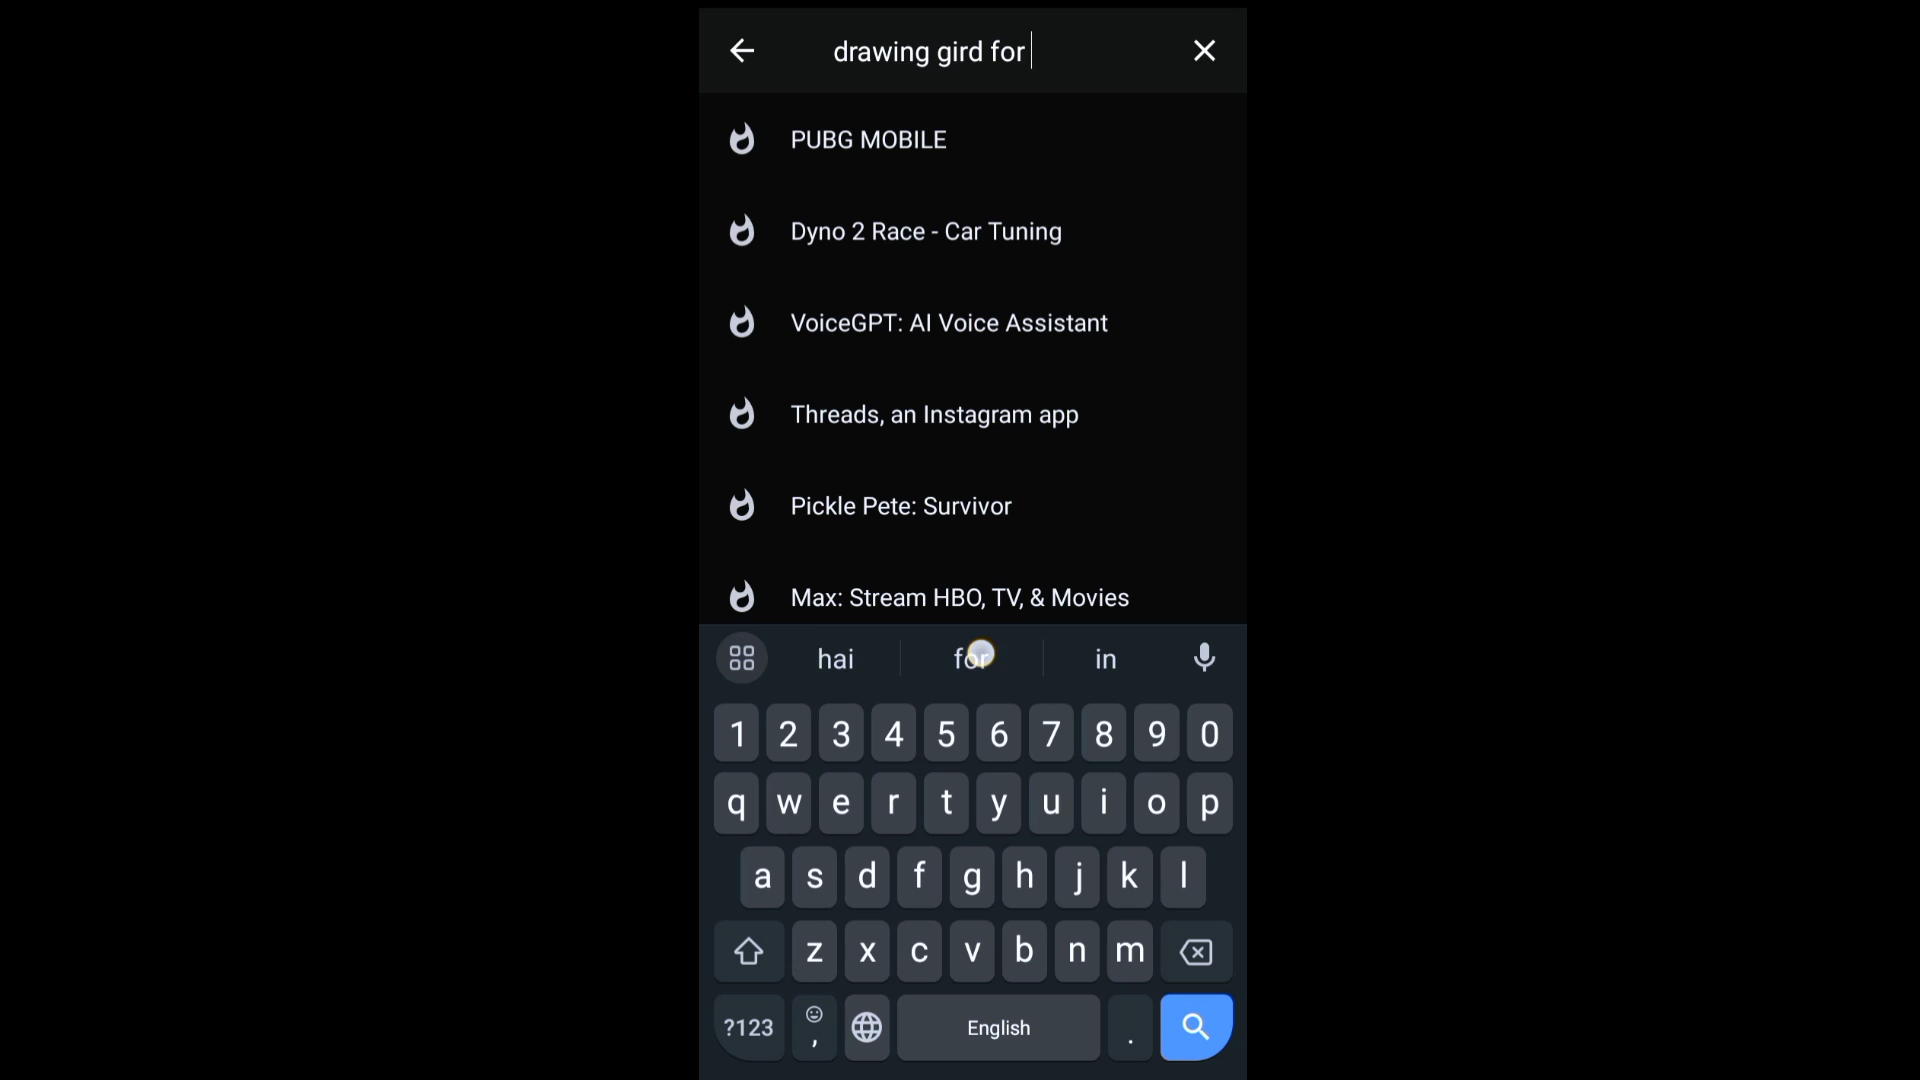 drawing gird for
PUBG MOBILE
Dyno 2 Race - Car Tuning
VoiceGPT: AI Voice Assistant
Threads, an Instagram app
Pickle Pete: Survivor
Max: Stream HBO, TV, & Movies
hai for in
1 2 3 4 5 6 7 8 9 0
q w e r t y u i o p
a s d f g h j k l
z x c v b n m
?123 , English .